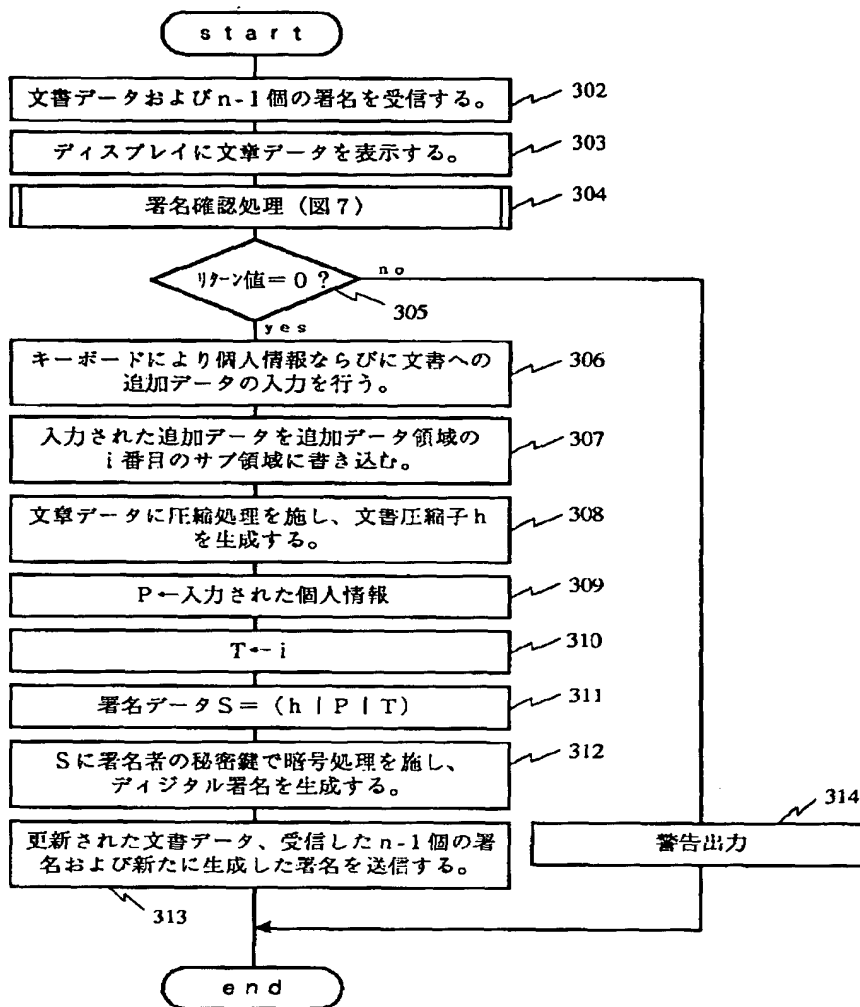 start
文書データおよびn-1個の署名を受信する。
302
ディスプレイに文章データを表示する。
303
署名確認処理(図7)
304
リターン値=0?
no
305
yes
キーボードにより個人情報ならびに文書への
追加データの入力を行う。
306
入力された追加データを追加データ領域の
i番目のサブ領域に書き込む。
307
文章データに圧縮処理を施し、文書圧縮子h
を生成する。
308
P←入力された個人情報
309
T←i
310
署名データS=(h|P|T)
311
Sに署名者の秘密鍵で暗号処理を施し、
ディジタル署名を生成する。
312
更新された文書データ、受信したn-1個の署
名および新たに生成した署名を送信する。
313
314
警告出力
end